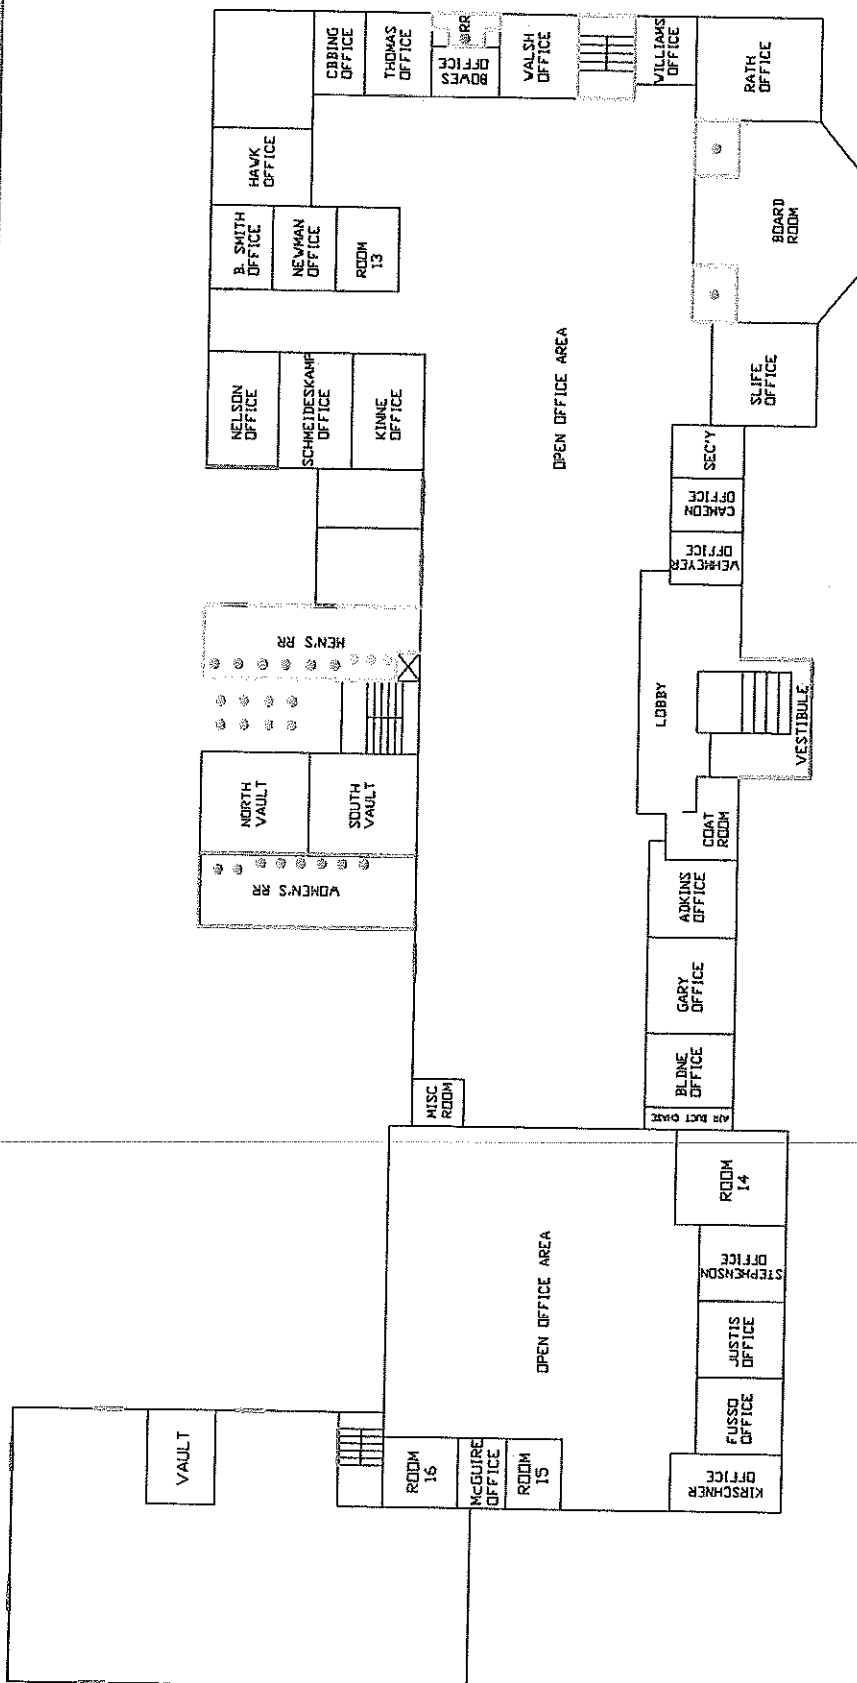 CBBING
OFFICE
THOMAS
OFFICE
RR
BOWES
OFFICE
WALSH
OFFICE
WILLIAMS
OFFICE
RATH
OFFICE
HAWK
OFFICE
B. SMITH
OFFICE
NEWMAN
OFFICE
ROOM
13
BOARD
ROOM
NELSON
OFFICE
SCHMEIDESKAMP
OFFICE
KINNE
OFFICE
OPEN OFFICE AREA
SLIFE
OFFICE
SEC'Y
CAMEON
OFFICE
VEHMEYER
OFFICE
MEN'S RR
LOBBY
VESTIBULE
NORTH
VAULT
SOUTH
VAULT
COAT
ROOM
WOMEN'S RR
ADKINS
OFFICE
GARY
OFFICE
BLDNE
OFFICE
MISC
ROOM
AIR DUCT CHASE
ROOM
14
STEPHENSON
OFFICE
OPEN OFFICE AREA
JUSTIS
OFFICE
FUSSO
OFFICE
KIRSCHNER
OFFICE
VAULT
ROOM
16
McGUIRE
OFFICE
ROOM
15